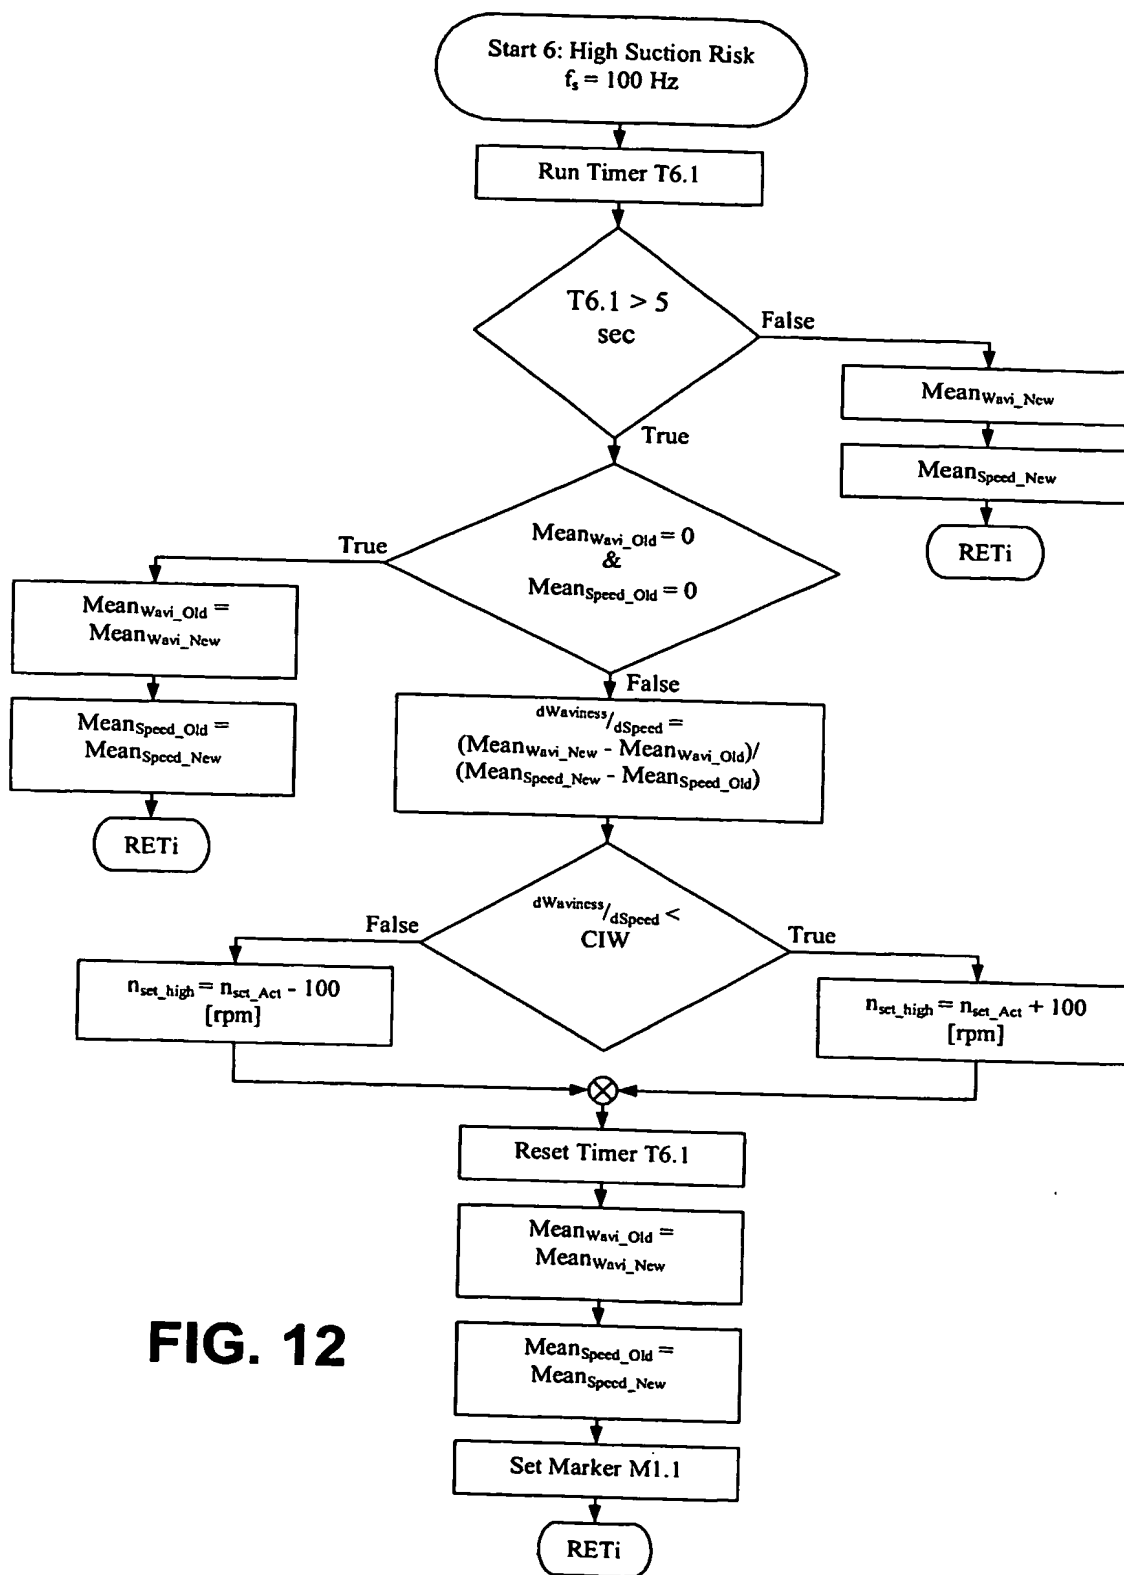 Start 6: High Suction Risk
fs = 100 Hz
Run Timer T6.1
T6.1 > 5
sec
False
MeanWavi_New
MeanSpeed_New
RETi
True
MeanWavi_Old = 0
&
MeanSpeed_Old = 0
True
MeanWavi_Old =
MeanWavi_New
MeanSpeed_Old =
MeanSpeed_New
RETi
False
dWaviness/dSpeed =
(MeanWavi_New - MeanWavi_Old)/
(MeanSpeed_New - MeanSpeed_Old)
dWaviness/dSpeed <
CIW
False
True
nset_high = nset_Act - 100
[rpm]
nset_high = nset_Act + 100
[rpm]
Reset Timer T6.1
MeanWavi_Old =
MeanWavi_New
MeanSpeed_Old =
MeanSpeed_New
Set Marker M1.1
RETi
FIG. 12